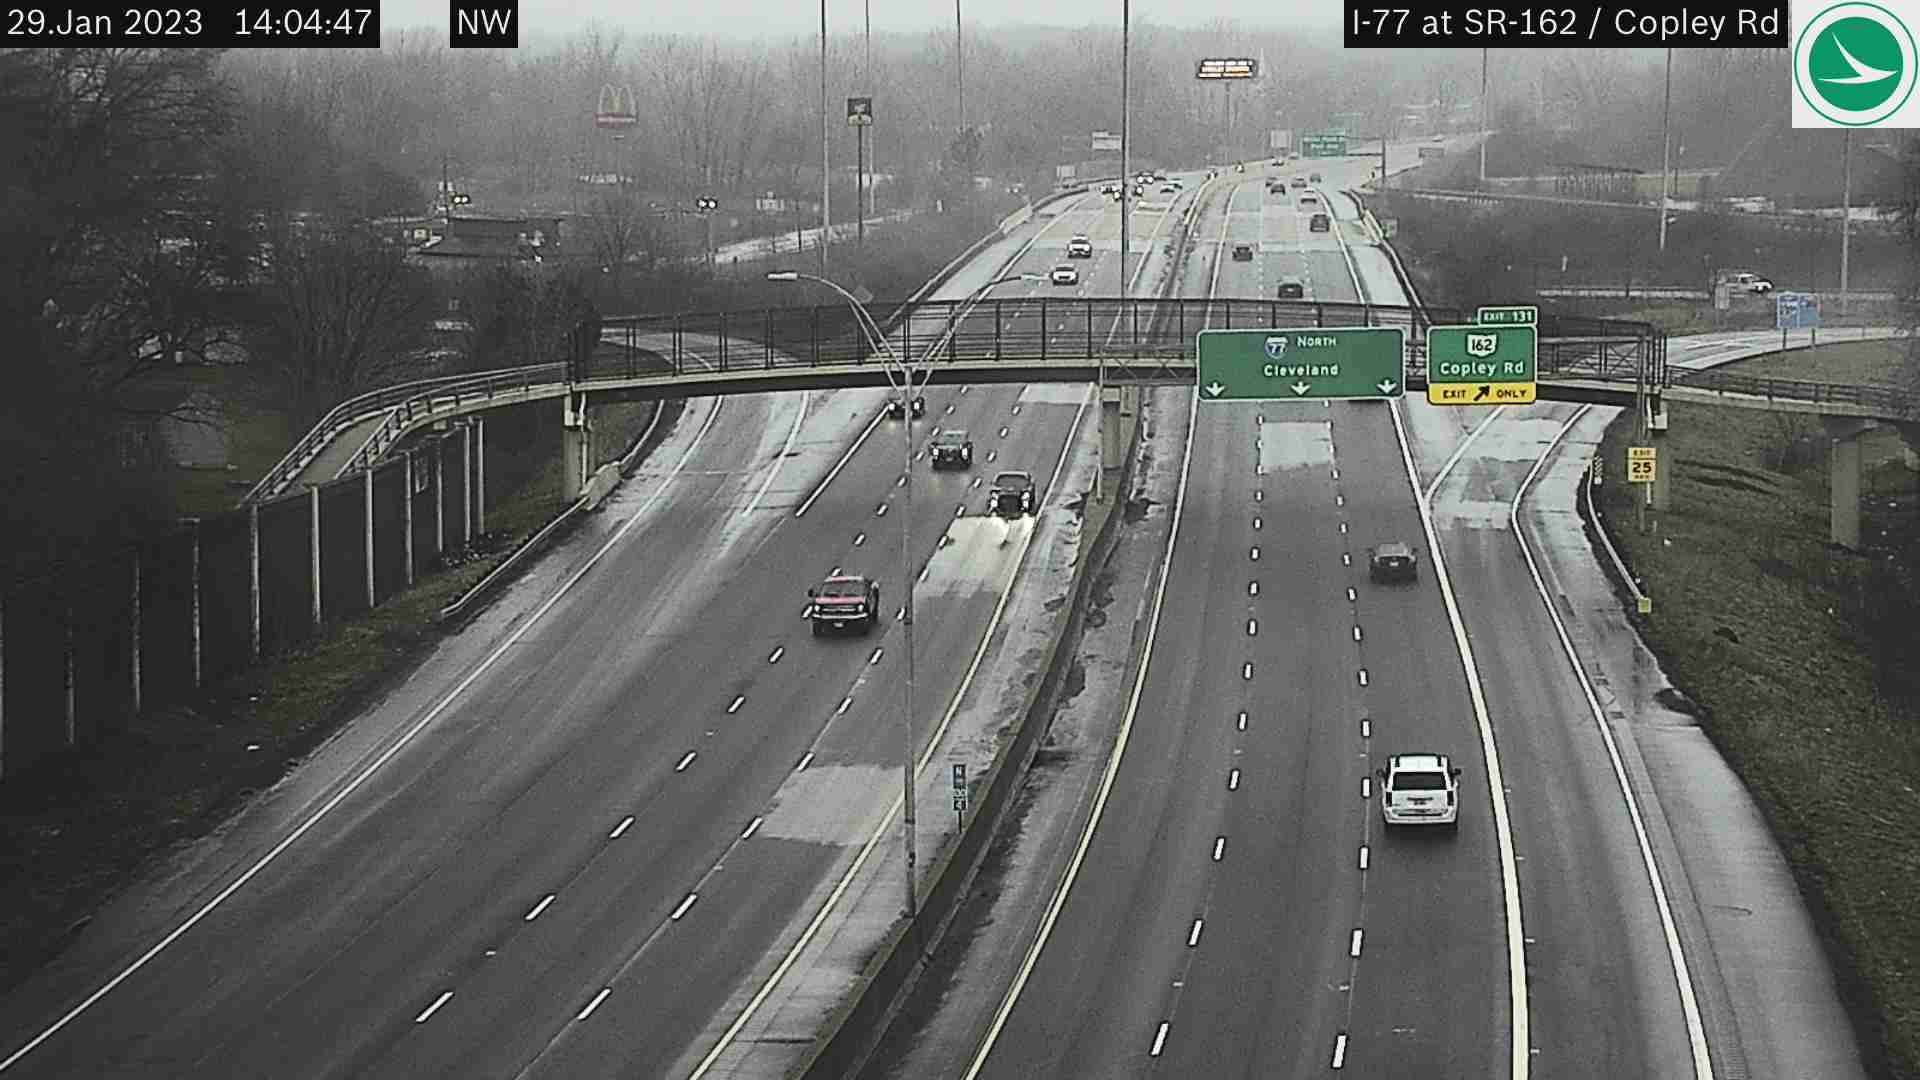 29.Jan 2023 14:04:47
NW
I-77 at SR-162 / Copley Rd
EXIT 131
77 NORTH
Cleveland
162
Copley Rd
EXIT ONLY
EXIT
25